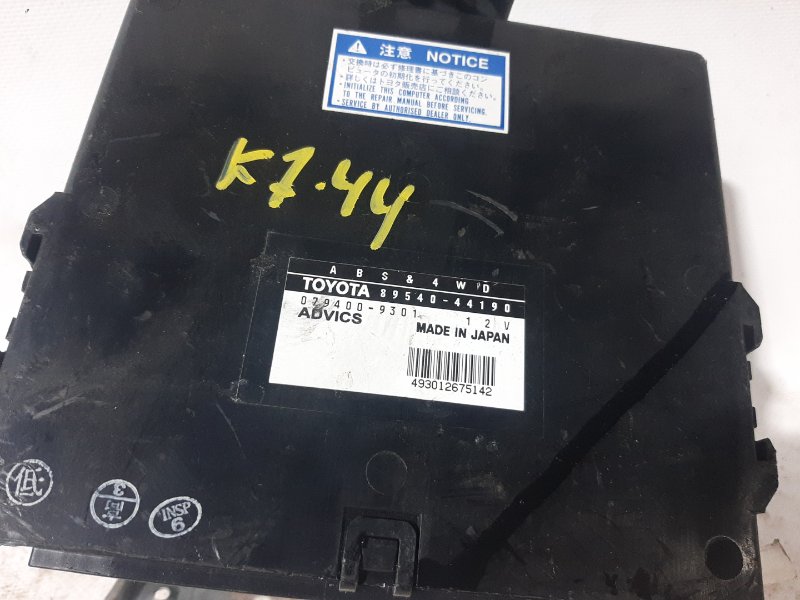 注意 NOTICE
・交換時は必ず修理書に基づきこのコン
ピュータの初期化を行ってください。
・詳しくはトヨタ販売店にご相談ください。
・INITIALIZE THIS COMPUTER ACCORDING
TO THE REPAIR MANUAL BEFORE SERVICING.
・SERVICE BY AUTHORISED DEALER ONLY.
K7.44
ABS&4WD
TOYOTA 89540-44190
079400-9301 12V
ADVICS MADE IN JAPAN
493012675142
INSP
9
3